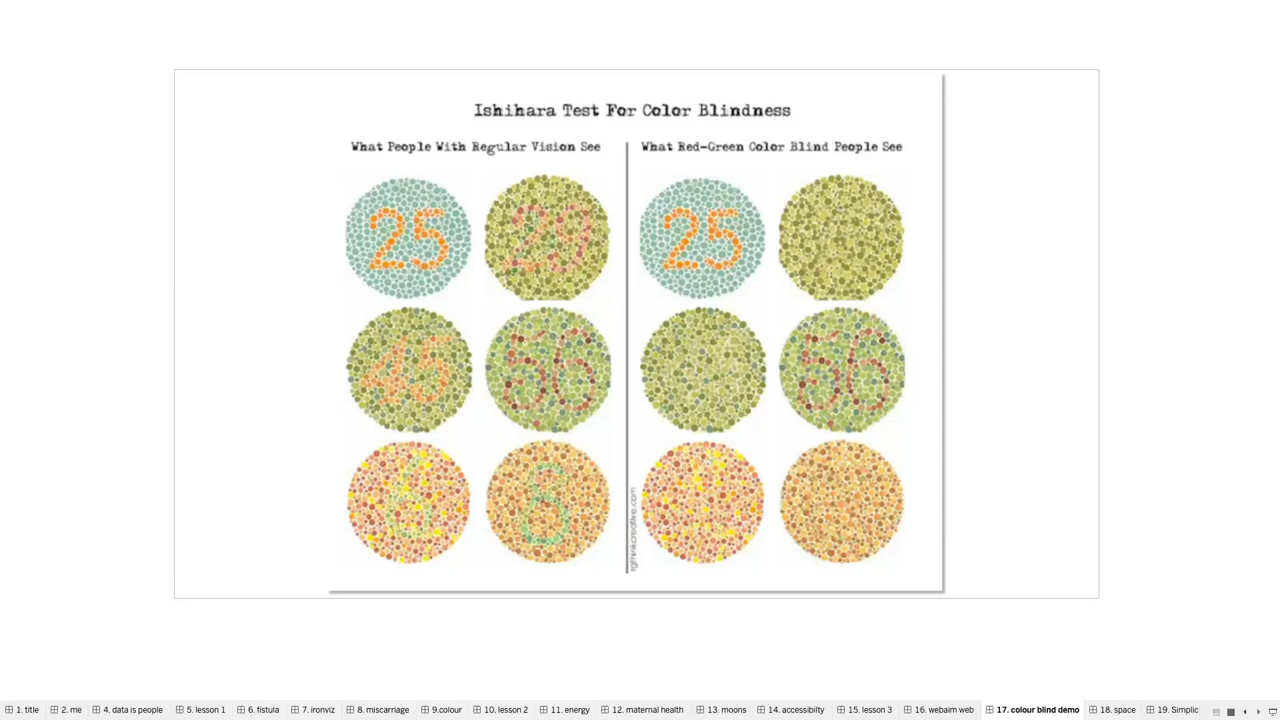 Ishihara Test For Color Blindness
What People With Regular Vision See
What Red-Green Color Blind People See
25 29 25
45 56 56
6 8
rgthinkcreative.com
1. title 2. me 4. data is people 5. lesson 1 6. fistula 7. ironviz 8. miscarriage 9.colour 10. lesson 2 11. energy 12. maternal health 13. moons 14. accessibilty 15. lesson 3 16. webaim web 17. colour blind demo 18. space 19. Simplic